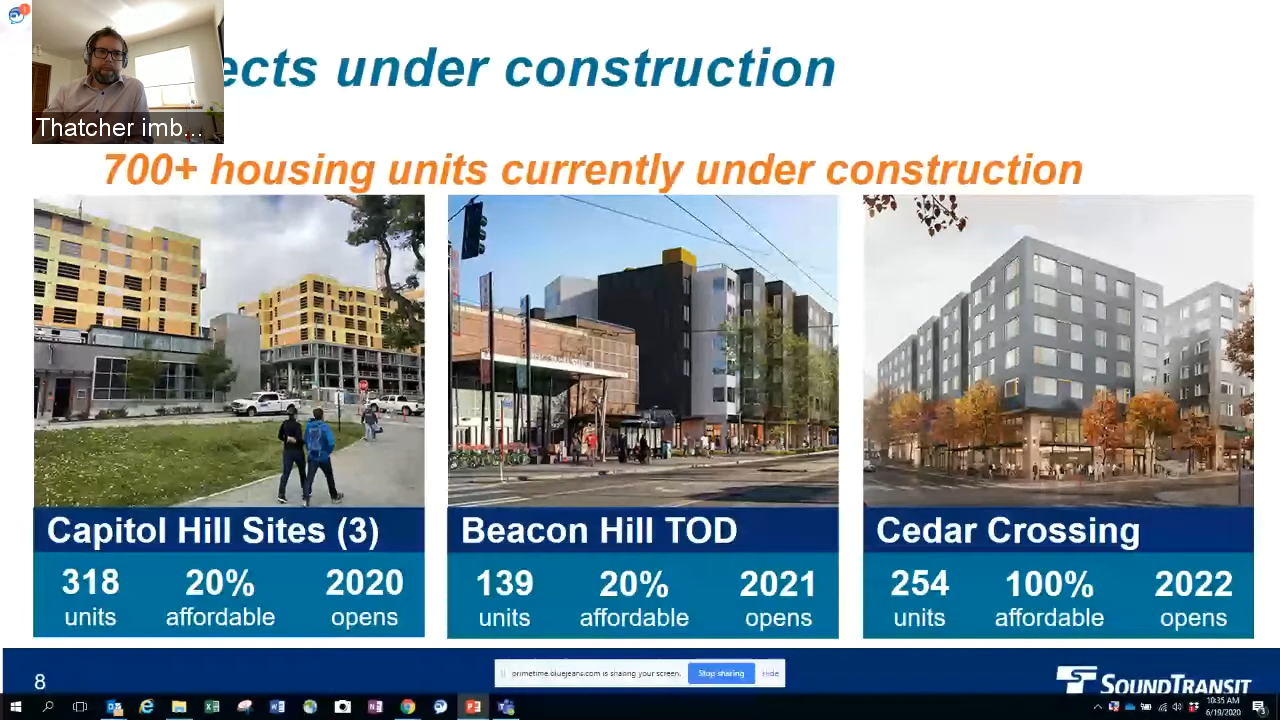 ects under construction
Thatcher imb...
700+ housing units currently under construction
Capitol Hill Sites (3)
318 20% 2020
units affordable opens
Beacon Hill TOD
139 20% 2021
units affordable opens
Cedar Crossing
254 100% 2022
units affordable opens
primetime.bluejeans.com is sharing your screen. Stop sharing Hide
8
SOUNDTRANSIT
10:35 AM
6/19/2020